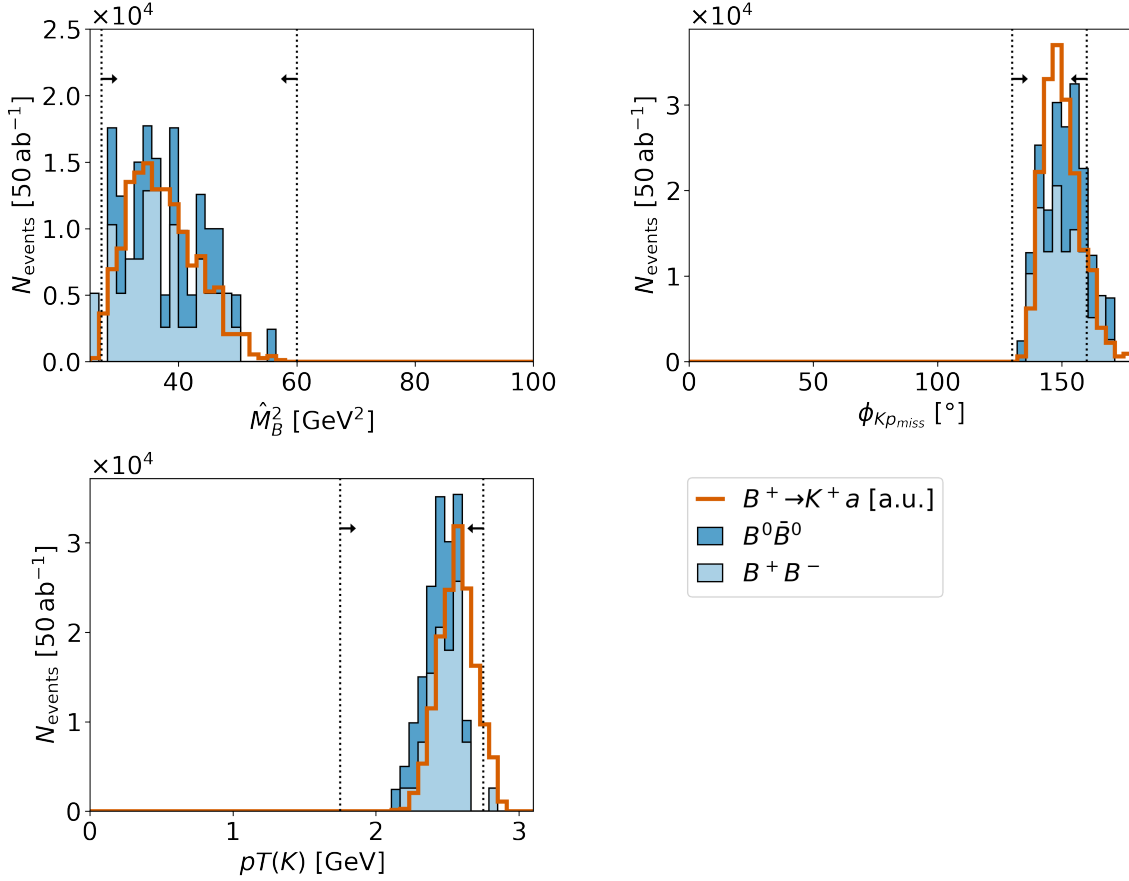 ×10⁴
2.5
2.0
1.5
1.0
0.5
0.0
40 60 80 100
N_events [50 ab⁻¹]
M̂²_B [GeV²]
×10⁴
3
2
1
0
0 50 100 150
N_events [50 ab⁻¹]
ϕ_Kp_miss [°]
×10⁴
3
2
1
0
0 1 2 3
N_events [50 ab⁻¹]
pT(K) [GeV]
B⁺→K⁺a [a.u.]
B⁰B̄⁰
B⁺B⁻